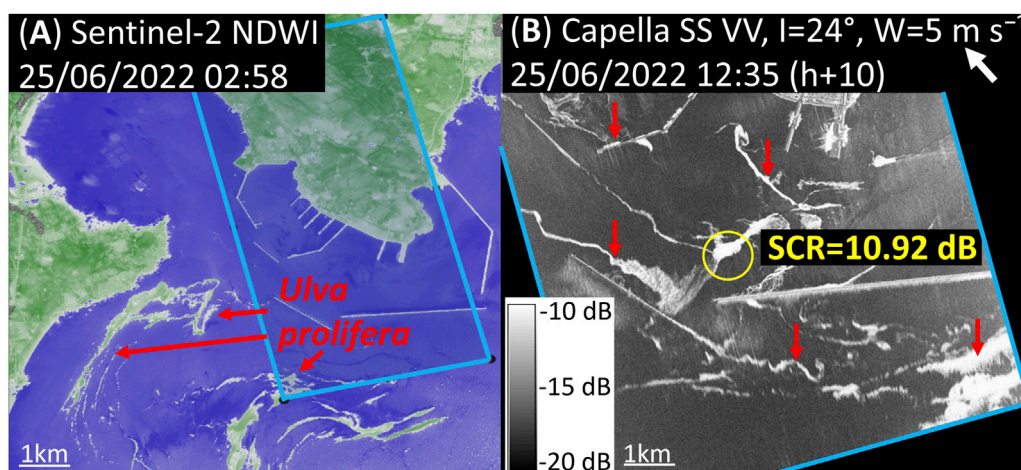 (A) Sentinel-2 NDWI
25/06/2022 02:58
Ulva
prolifera
1km
(B) Capella SS VV, I=24°, W=5 m s⁻¹
25/06/2022 12:35 (h+10)
SCR=10.92 dB
-10 dB
-15 dB
-20 dB
1km